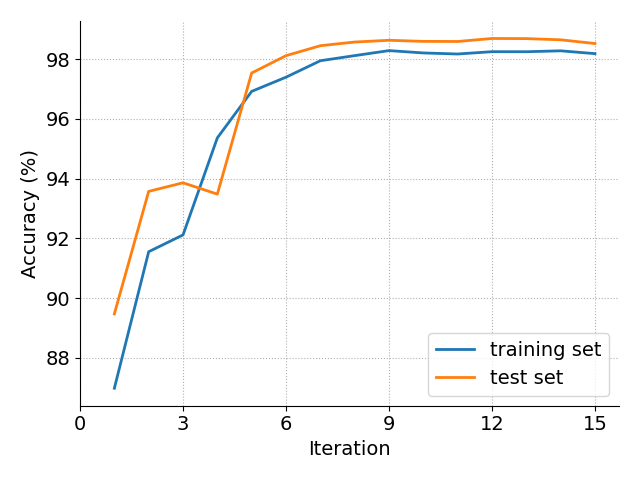 98
96
94
92
90
88
Accuracy (%)
training set
test set
0 3 6 9 12 15
Iteration